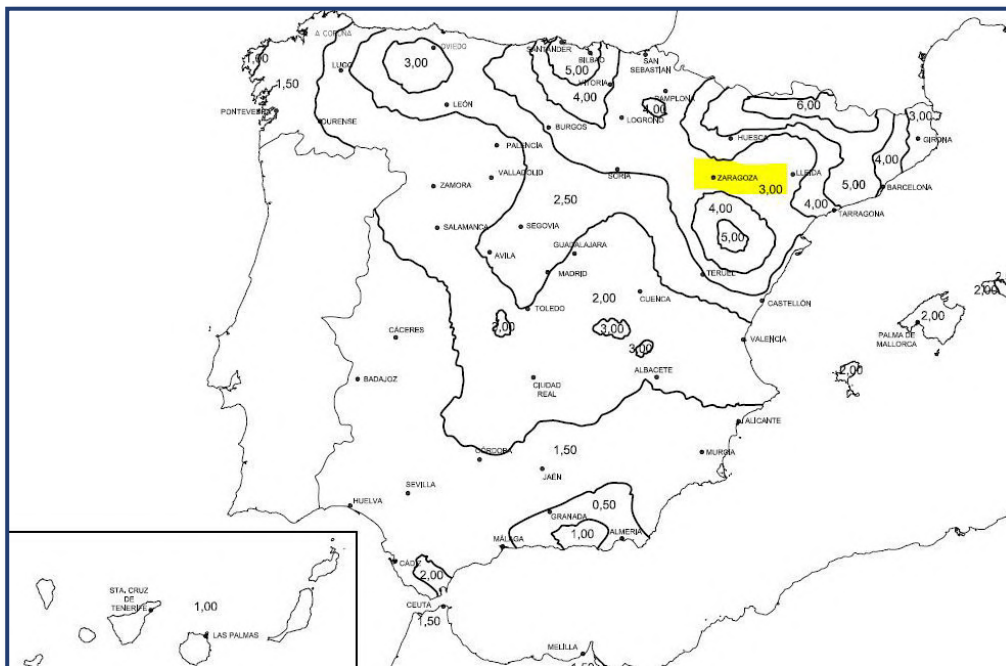 A CORUÑA
1,00
LUGO
1,50
PONTEVEDRA
OURENSE
OVIEDO
3,00
LEÓN
SANTANDER
BILBAO
5,00
VITORIA
4,00
SAN
SEBASTIAN
PAMPLONA
4,00
LOGROÑO
BURGOS
6,00
HUESCA
3,00
GIRONA
4,00
BARCELONA
5,00
4,00
TARRAGONA
LLEIDA
ZARAGOZA
3,00
4,00
5,00
TERUEL
CASTELLÓN
PALENCÍA
VALLADOLID
ZAMORA
SORIA
2,50
SALAMANCA
SEGOVIA
AVILA
GUADALAJARA
MADRID
2,00
CUENCA
TOLEDO
3,00
3,00
VALENCIA
2,00
2,00
PALMA DE
MALLORCA
2,00
CÁCERES
BADAJOZ
CIUDAD
REAL
ALBACETE
ALICANTE
1,50
CÓRDOBA
JAÉN
MURCIA
SEVILLA
HUELVA
0,50
GRANADA
1,00
ALMERIA
MÁLAGA
2,00
CEUTA
1,50
MELILLA
STA. CRUZ
DE
TENERIFE
1,00
LAS PALMAS